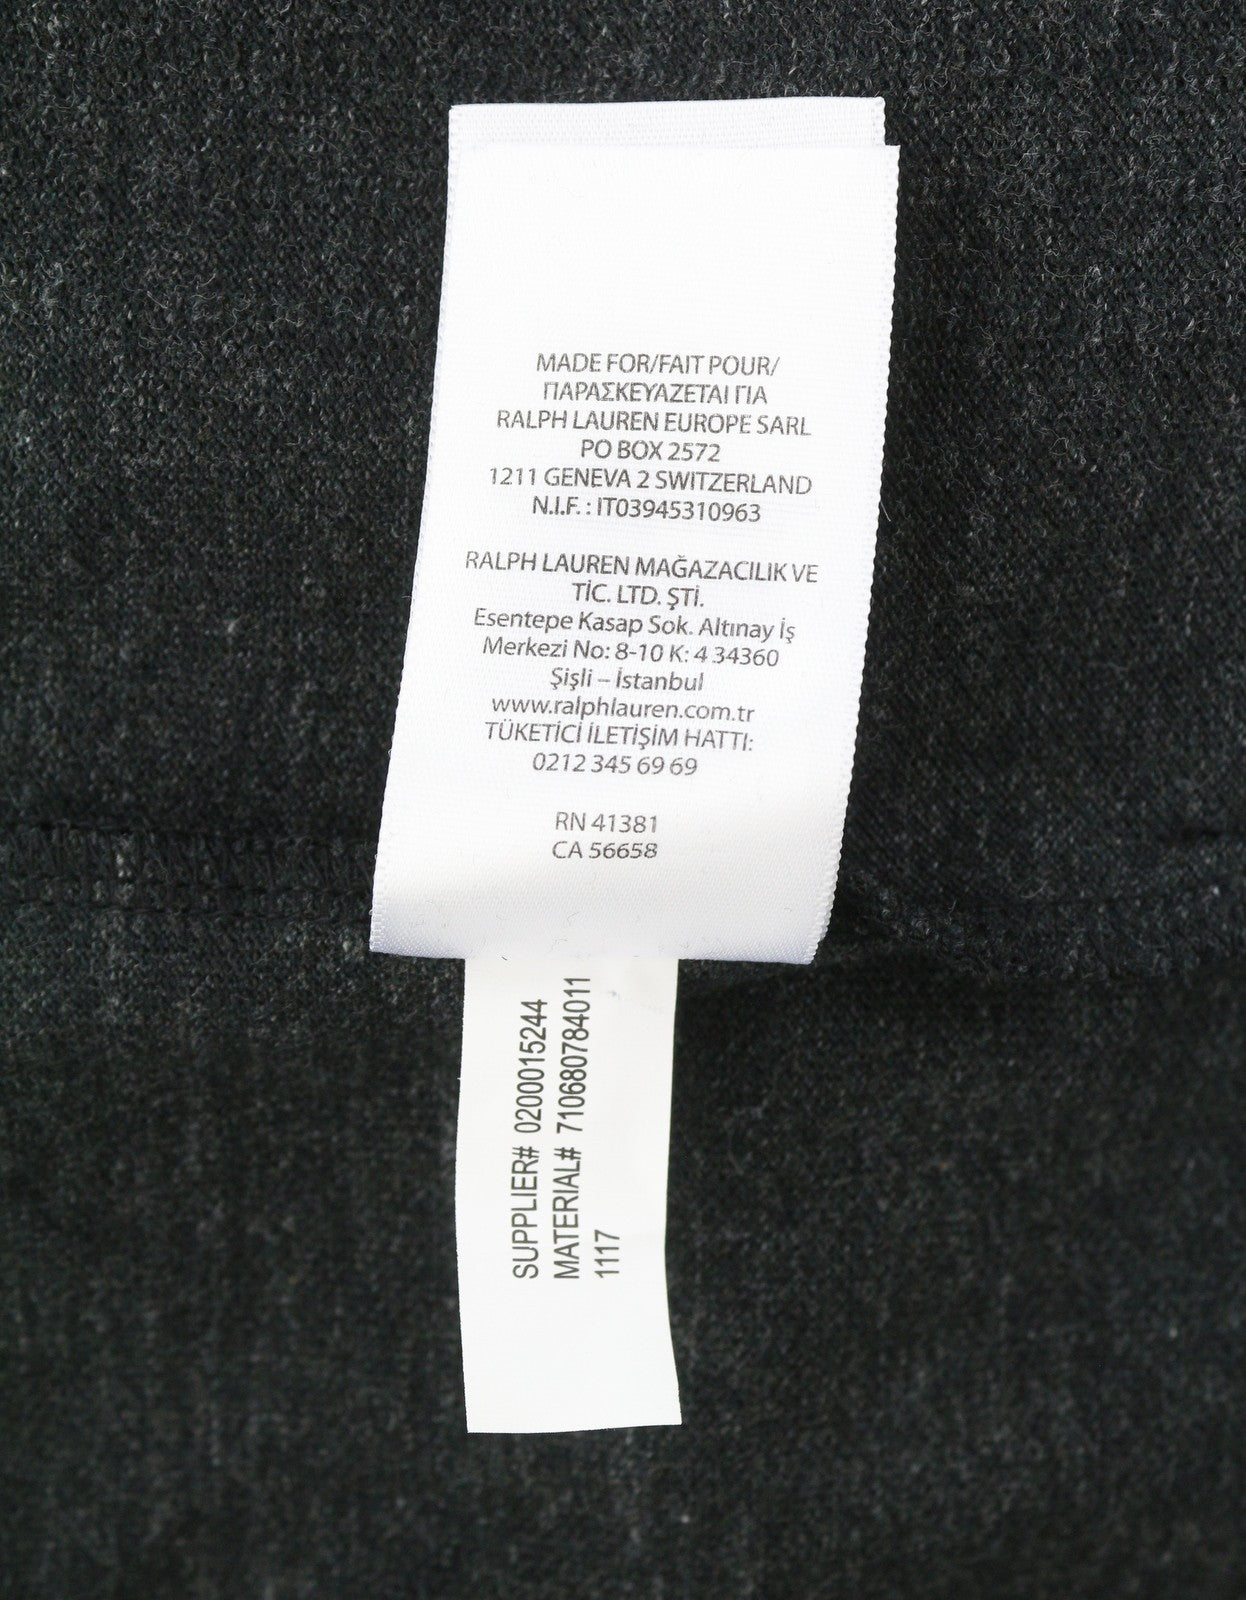 MADE FOR/FAIT POUR/
ΠΑΡΑΣΚΕΥΑΖΕΤΑΙ ΓΙΑ
RALPH LAUREN EUROPE SARL
PO BOX 2572
1211 GENEVA 2 SWITZERLAND
N.I.F. : IT03945310963
RALPH LAUREN MAĞAZACILIK VE
TİC. LTD. ŞTİ.
Esentepe Kasap Sok. Altınay İş
Merkezi No: 8-10 K: 4 34360
Şişli – İstanbul
www.ralphlauren.com.tr
TÜKETİCİ İLETİŞİM HATTI:
0212 345 69 69
RN 41381
CA 56658
SUPPLIER# 0200015244
MATERIAL# 710680784011
1117